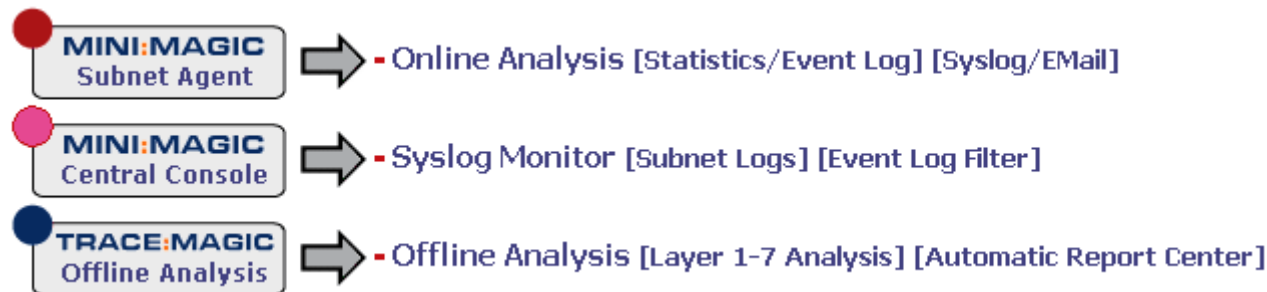 MINI:MAGIC
Subnet Agent
- Online Analysis [Statistics/Event Log] [Syslog/EMail]
MINI:MAGIC
Central Console
- Syslog Monitor [Subnet Logs] [Event Log Filter]
TRACE:MAGIC
Offline Analysis
- Offline Analysis [Layer 1-7 Analysis] [Automatic Report Center]